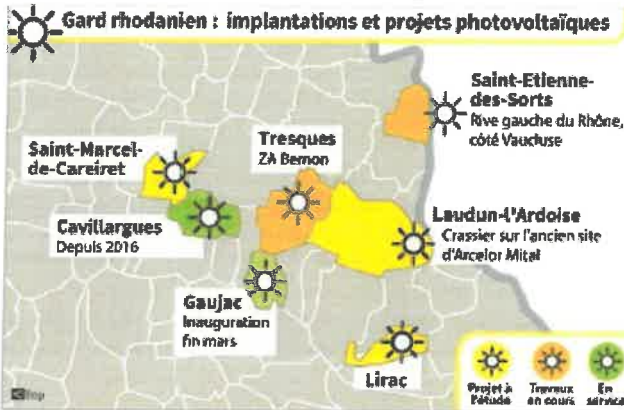 Gard rhodanien : implantations et projets photovoltaïques
Saint-Etienne-
des-Sorts
Rive gauche du Rhône,
côté Vaucluse
Tresques
ZA Bernon
Saint-Marcel-
de-Careiret
Cavillargues
Depuis 2016
Laudun-l'Ardoise
Crassier sur l'ancien site
d'Arcelor Mital
Gaujac
Inauguration
fin mars
Lirac
Projet à
l'étude
Travaux
en cours
En
service